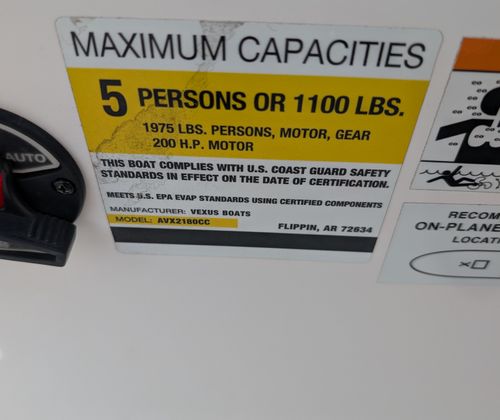 MAXIMUM CAPACITIES
5 PERSONS OR 1100 LBS.
1975 LBS. PERSONS, MOTOR, GEAR
200 H.P. MOTOR
THIS BOAT COMPLIES WITH U.S. COAST GUARD SAFETY
STANDARDS IN EFFECT ON THE DATE OF CERTIFICATION.
MEETS U.S. EPA EVAP STANDARDS USING CERTIFIED COMPONENTS
MANUFACTURER: VEXUS BOATS
MODEL: AVX2180CC
FLIPPIN, AR 72634
AUTO
RECOM
ON-PLANE
LOCATI